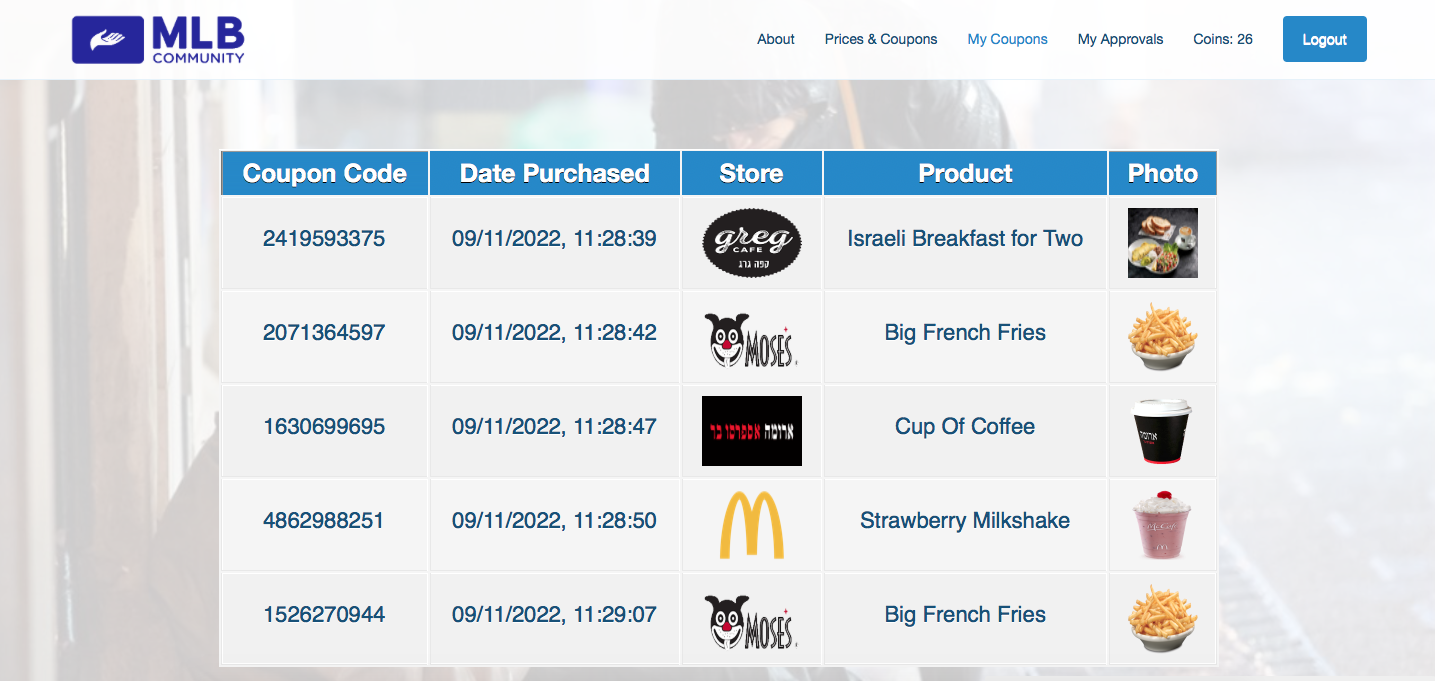 MLB
COMMUNITY
About Prices & Coupons My Coupons My Approvals Coins: 26 Logout
Coupon Code Date Purchased Store Product Photo
2419593375 09/11/2022, 11:28:39 greg CAFE קפה גרג Israeli Breakfast for Two
2071364597 09/11/2022, 11:28:42 MOSES Big French Fries
1630699695 09/11/2022, 11:28:47 ארומה אספרסו בר Cup Of Coffee ארומה
4862988251 09/11/2022, 11:28:50 Strawberry Milkshake
1526270944 09/11/2022, 11:29:07 MOSES Big French Fries